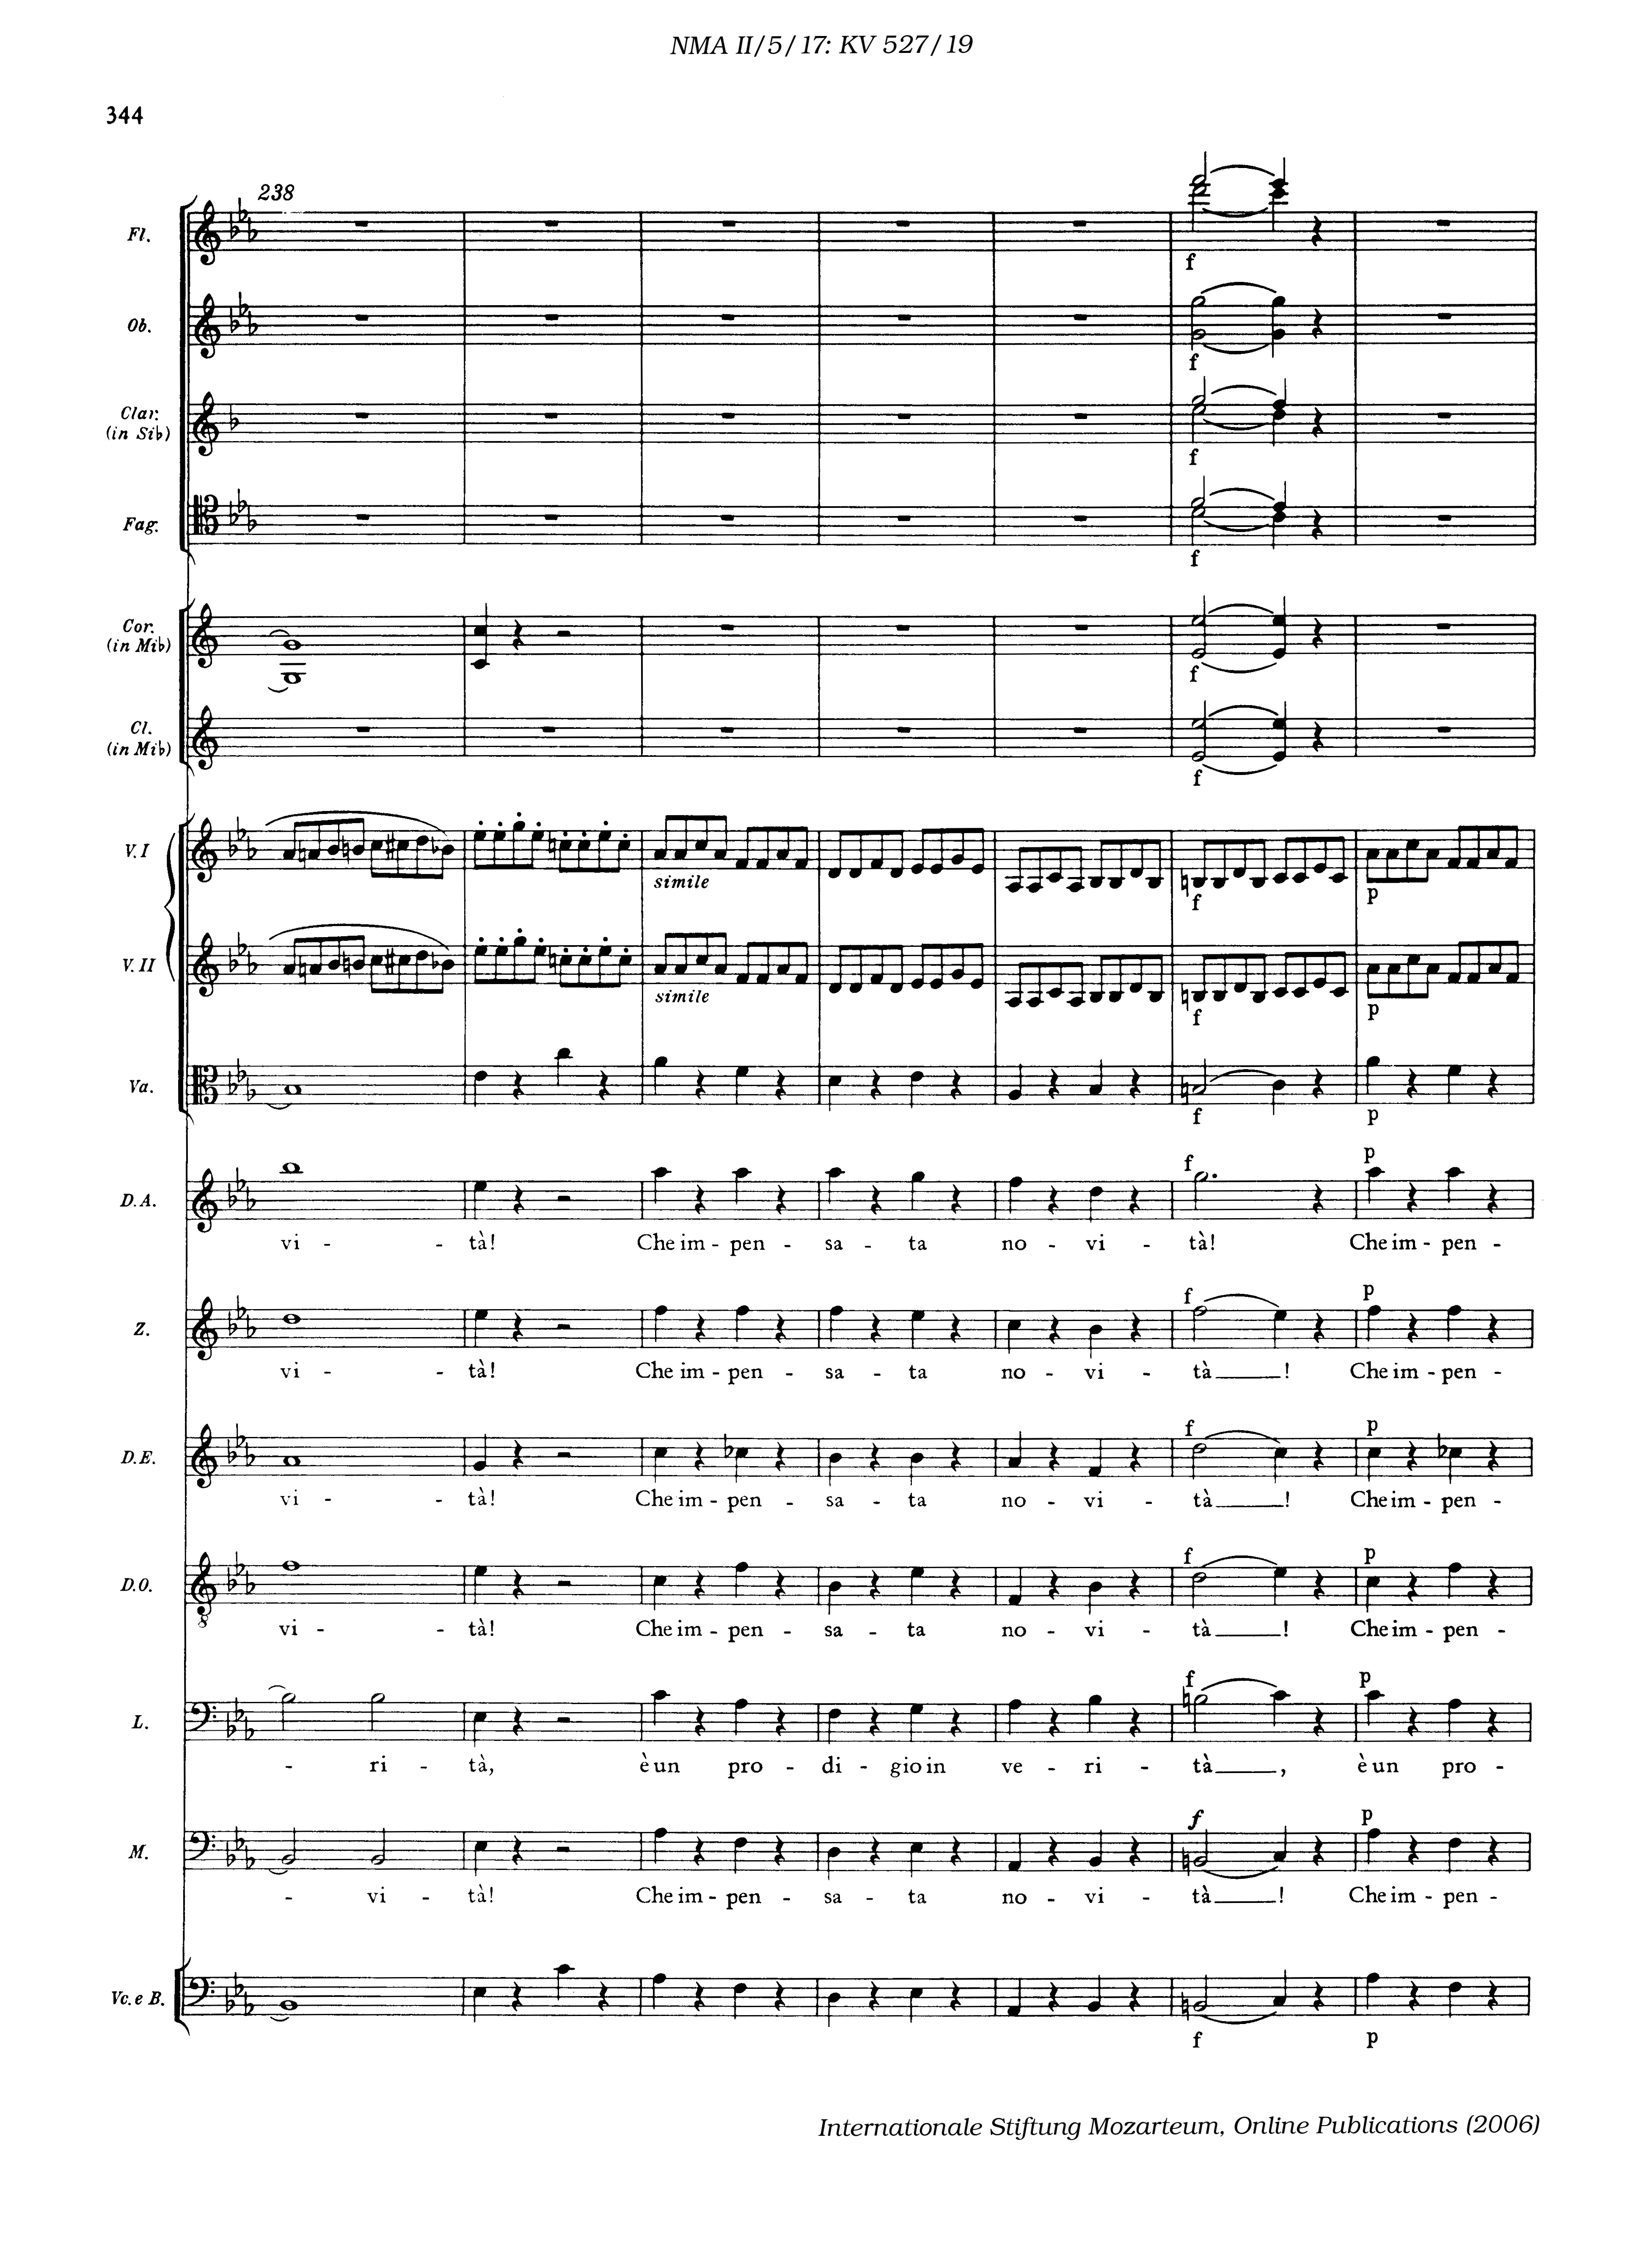 NMA II/5/17: KV 527/19
344
238
Fl.
f
Ob.
f
Clar.
(in Sib)
f
Fag.
f
Cor.
(in Mib)
f
Cl.
(in Mib)
f
V. I
simile
f
p
V. II
simile
f
p
Va.
f
p
f
p
D.A.
vi - - tà! Che im - pen - sa - ta no - vi - tà! Che im - pen -
f
p
Z.
vi - - tà! Che im - pen - sa - ta no - vi - tà! Che im - pen -
f
p
D.E.
vi - - tà! Che im - pen - sa - ta no - vi - tà! Che im - pen -
f
p
D.O.
vi - - tà! Che im - pen - sa - ta no - vi - tà! Che im - pen -
f
p
L.
- ri - tà, è un pro - di - gio in ve - ri - tà, è un pro -
f
p
M.
- vi - tà! Che im - pen - sa - ta no - vi - tà! Che im - pen -
Vc. e B.
f
p
Internationale Stiftung Mozarteum, Online Publications (2006)